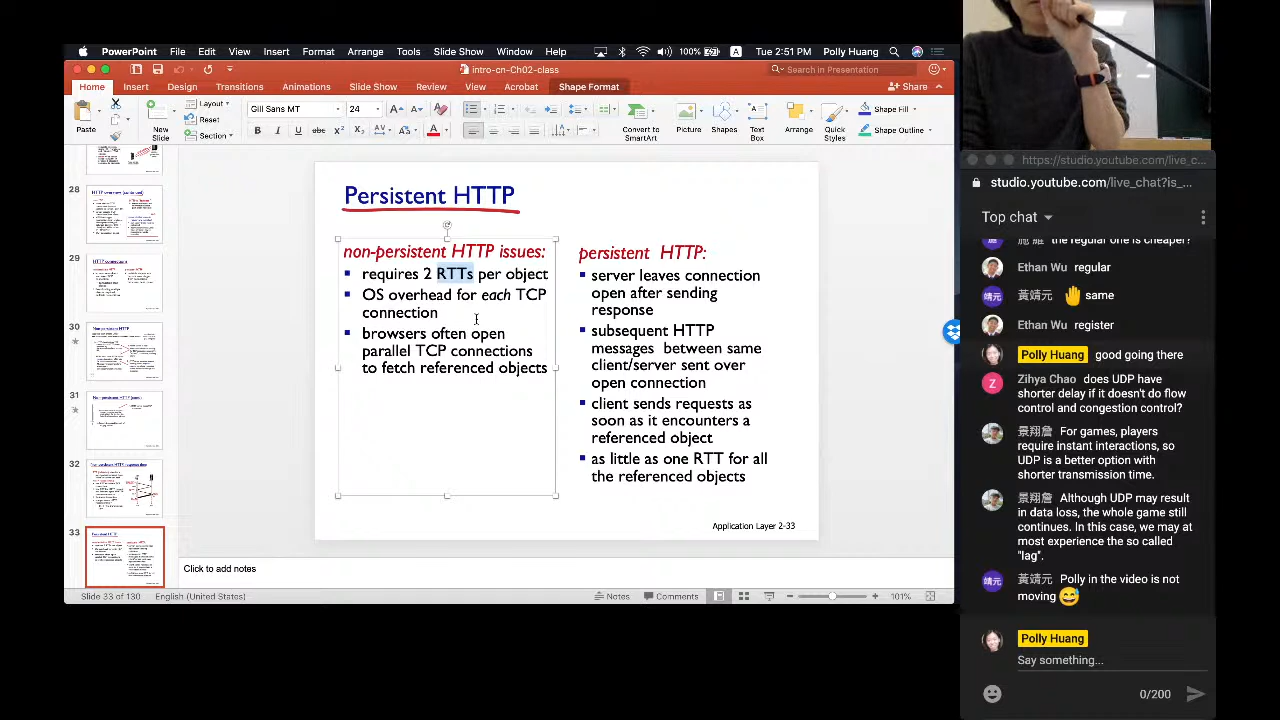 PowerPoint File Edit View Insert Format Arrange Tools Slide Show Window Help 100% A Tue 2:51 PM Polly Huang
intro-cn-Ch02-class
Search in Presentation
Home Insert Design Transitions Animations Slide Show Review View Acrobat Shape Format
Share
Paste
New Slide
Layout
Reset
Section
Gill Sans MT 24
Convert to SmartArt
Picture
Shapes
Text Box
Arrange
Quick Styles
Shape Fill
Shape Outline
28
29
30
31
32
33
Persistent HTTP
non-persistent HTTP issues:
requires 2 RTTs per object
OS overhead for each TCP
connection
browsers often open
parallel TCP connections
to fetch referenced objects
persistent HTTP:
server leaves connection
open after sending
response
subsequent HTTP
messages between same
client/server sent over
open connection
client sends requests as
soon as it encounters a
referenced object
as little as one RTT for all
the referenced objects
Application Layer 2-33
Click to add notes
Slide 33 of 130 English (United States) Notes Comments 101%
https://studio.youtube.com/live_c...
studio.youtube.com/live_chat?is_...
Top chat
the regular one is cheaper?
Ethan Wu regular
黃靖元 same
Ethan Wu register
Polly Huang good going there
Zihya Chao does UDP have
shorter delay if it doesn't do flow
control and congestion control?
景翔詹 For games, players
require instant interactions, so
UDP is a better option with
shorter transmission time.
景翔詹 Although UDP may result
in data loss, the whole game still
continues. In this case, we may at
most experience the so called
"lag".
黃靖元 Polly in the video is not
moving
Polly Huang
Say something...
0/200